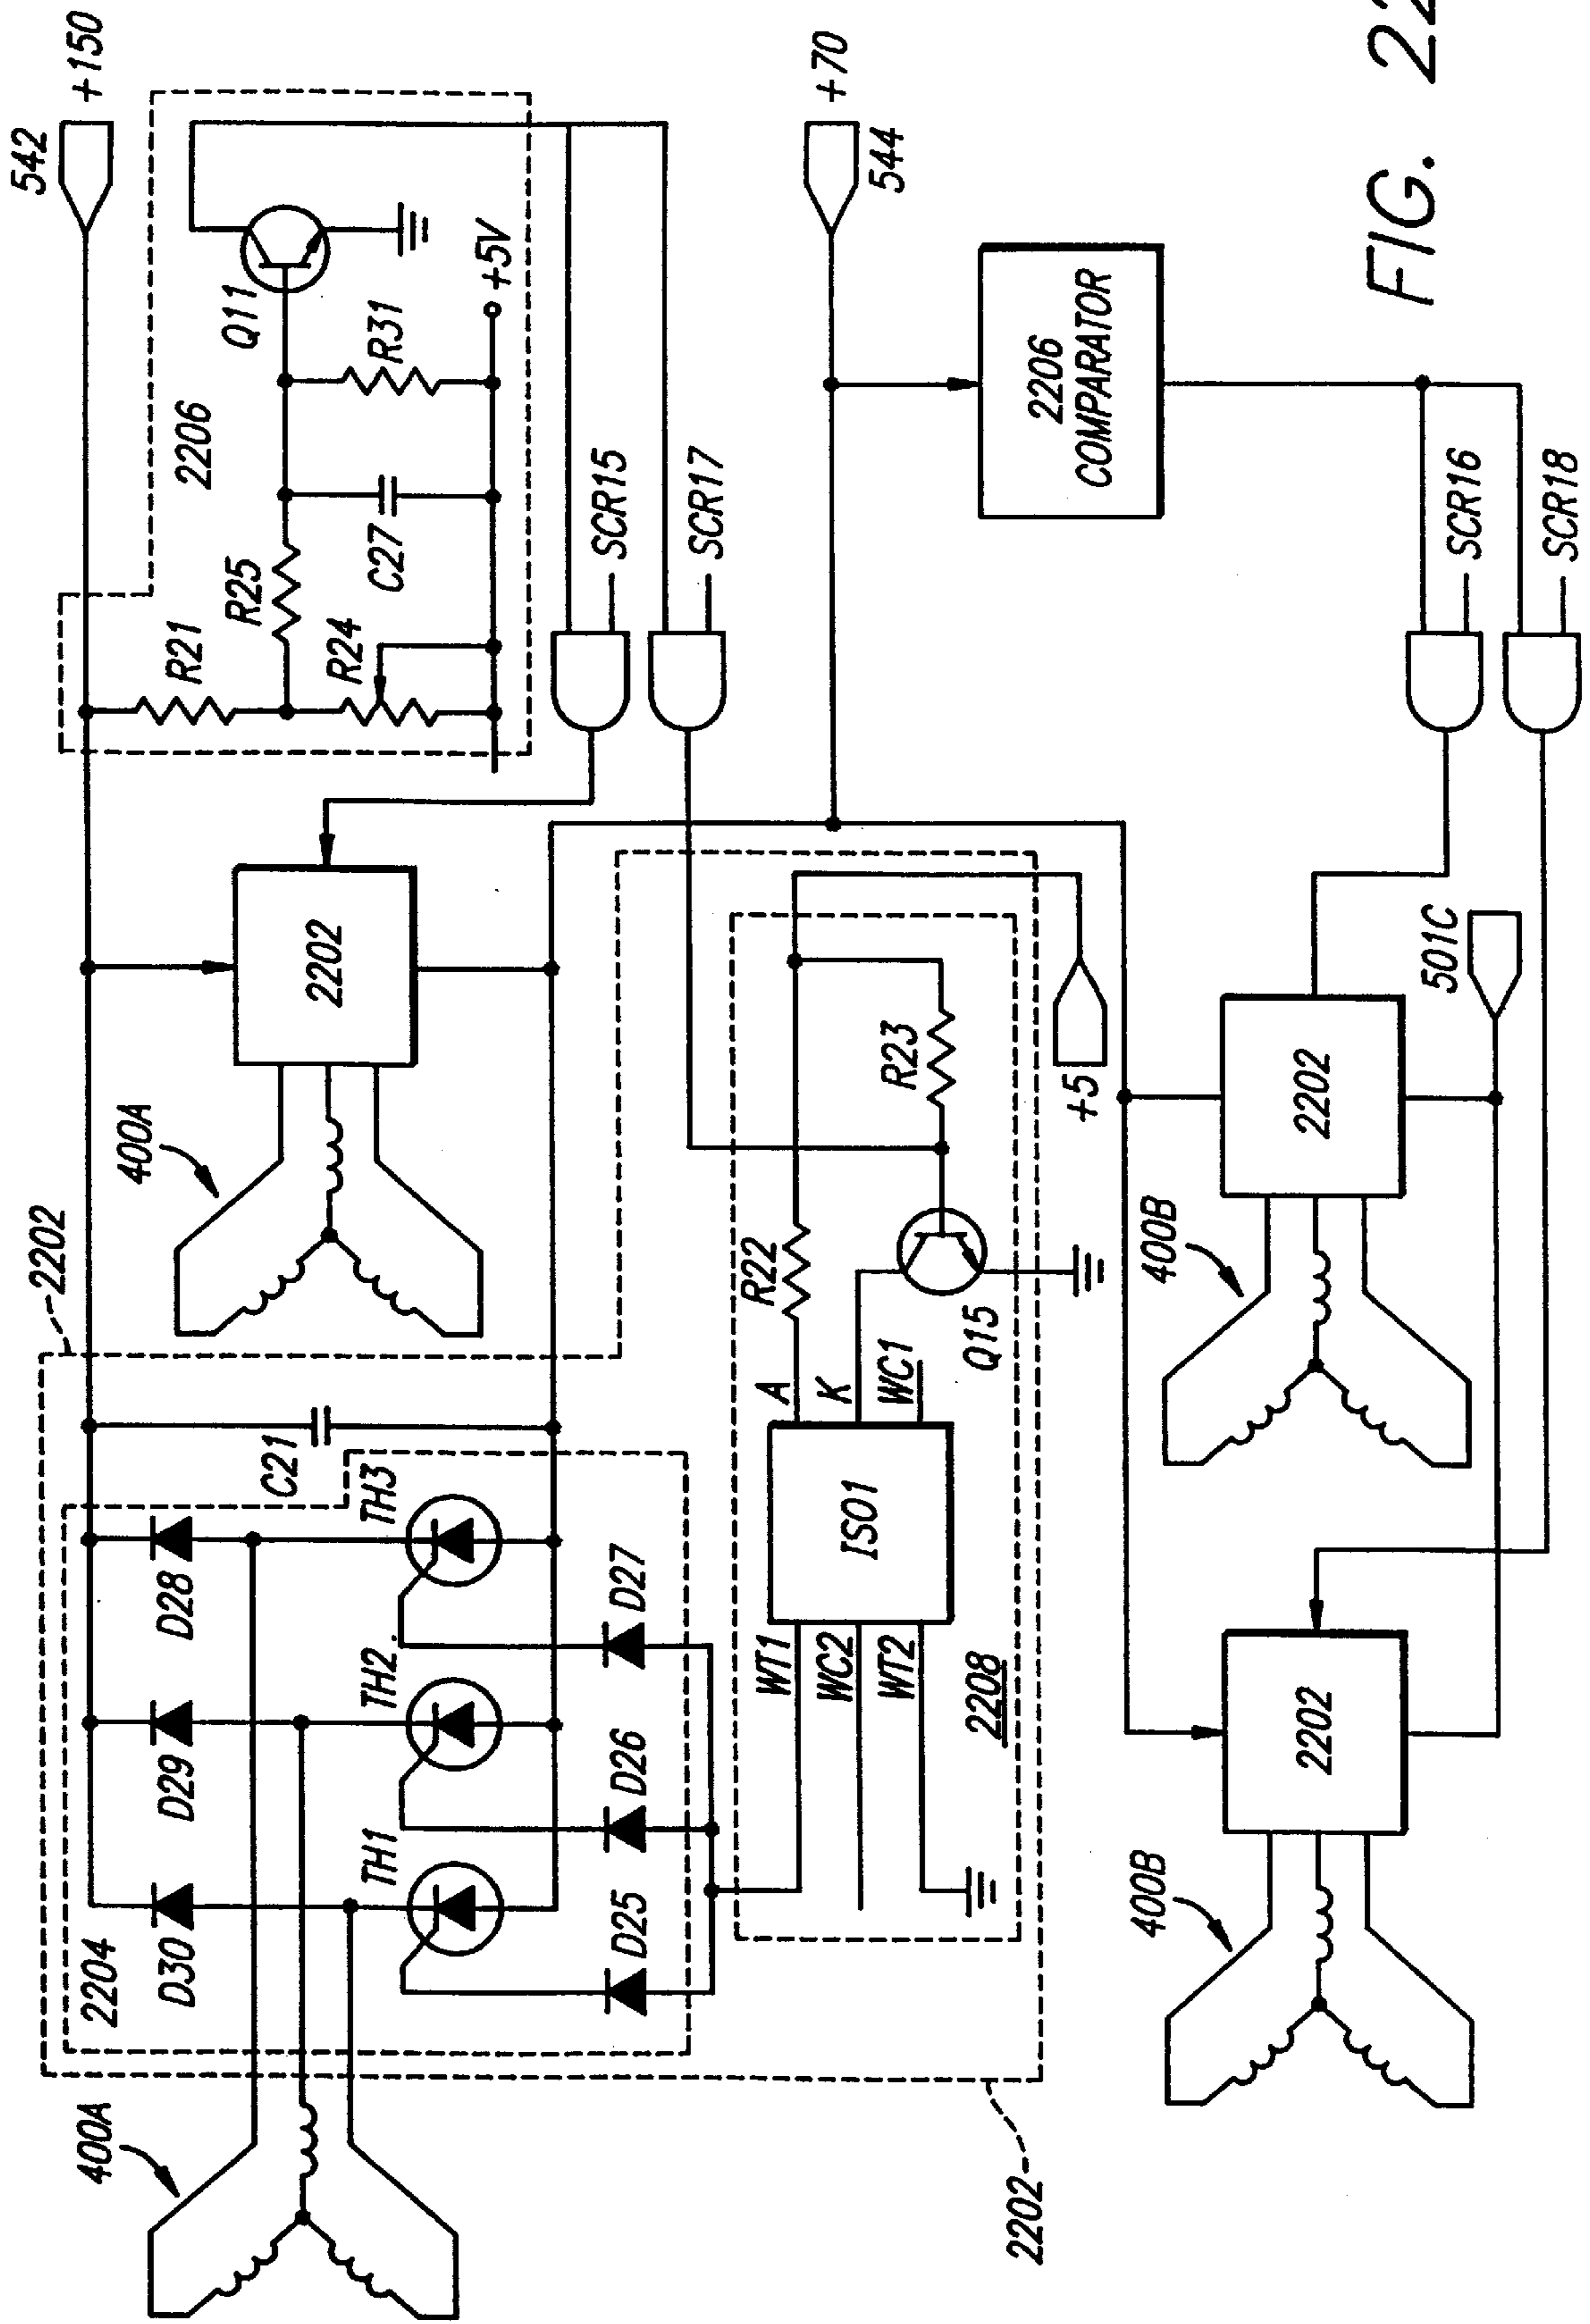 542
+150
2206
Q11
R31
+5V
R21
R25
R24
C27
SCR15
SCR17
544
+70
2206
COMPARATOR
SCR16
SCR18
2202
400A
2202
C21
2204
D30
D29
D28
TH1
TH2
TH3
D25
D26
D27
400A
2202
2208
ISO1
WT1
WC2
WT2
A
K
WC1
R22
R23
Q15
+5
2202
400B
501C
2202
400B
FIG. 22